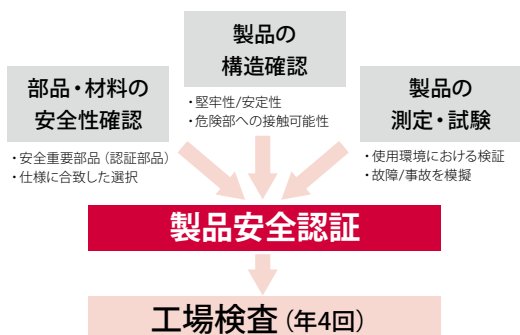 部品・材料の
安全性確認
・安全重要部品（認証部品）
・仕様に合致した選択
製品の
構造確認
・堅牢性/安定性
・危険部への接触可能性
製品の
測定・試験
・使用環境における検証
・故障/事故を模擬
製品安全認証
工場検査（年4回）